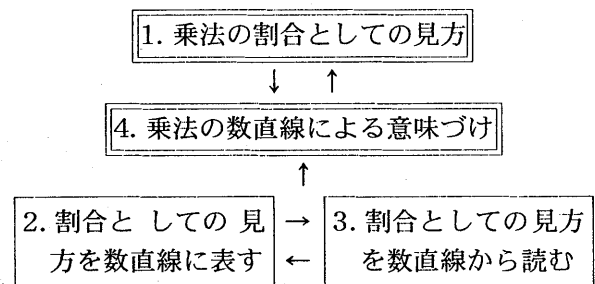 1. 乗法の割合としての見方
↓ ↑
4. 乗法の数直線による意味づけ
↑
2. 割合と しての 見
方を数直線に表す
→
←
3. 割合としての見方
を数直線から読む